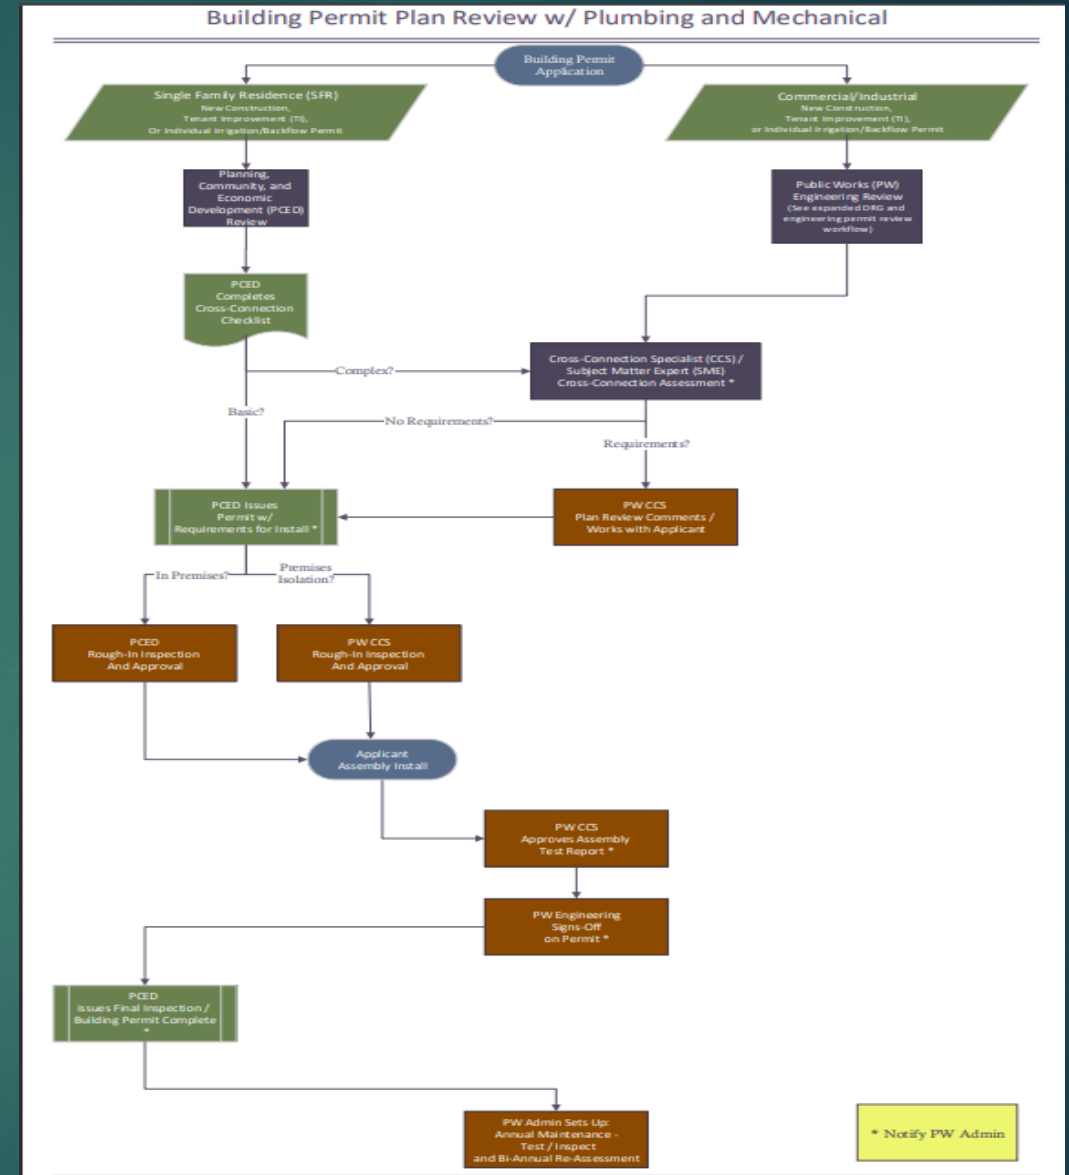 Building Permit Plan Review w/ Plumbing and Mechanical
Building Permit
Application
Single Family Residence (SFR)
New Construction,
Tenant Improvement (TI),
Or Individual Irrigation/Backflow Permit
Commercial/Industrial
New Construction,
Tenant Improvement (TI),
or Individual Irrigation/Backflow Permit
Planning,
Community, and
Economic
Development (PCED)
Review
Public Works (PW)
Engineering Review
(See expanded DRG and
engineering permit review
workflow)
PCED
Completes
Cross-Connection
Checklist
Cross-Connection Specialist (CCS) /
Subject Matter Expert (SME)
Cross-Connection Assessment *
Complex?
Basic?
No Requirements?
Requirements?
PCED Issues
Permit w/
Requirements for Install *
PW CCS
Plan Review Comments /
Works with Applicant
In Premises?
Premises
Isolation?
PCED
Rough-In Inspection
And Approval
PW CCS
Rough-In Inspection
And Approval
Applicant
Assembly Install
PW CCS
Approves Assembly
Test Report *
PW Engineering
Signs-Off
on Permit *
PCED
issues Final Inspection /
Building Permit Complete
*
PW Admin Sets Up:
Annual Maintenance -
Test / Inspect
and Bi-Annual Re-Assessment
* Notify PW Admin